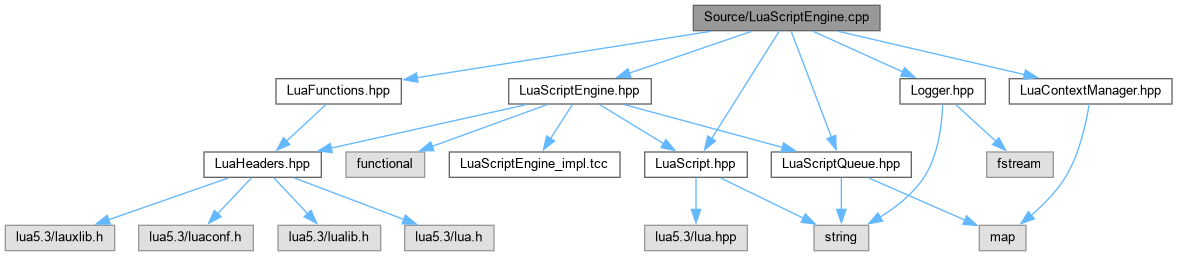 Source/LuaScriptEngine.cpp
LuaFunctions.hpp
LuaScriptEngine.hpp
Logger.hpp
LuaContextManager.hpp
LuaHeaders.hpp
functional
LuaScriptEngine_impl.tcc
LuaScript.hpp
LuaScriptQueue.hpp
fstream
lua5.3/lauxlib.h
lua5.3/luaconf.h
lua5.3/lualib.h
lua5.3/lua.h
lua5.3/lua.hpp
string
map